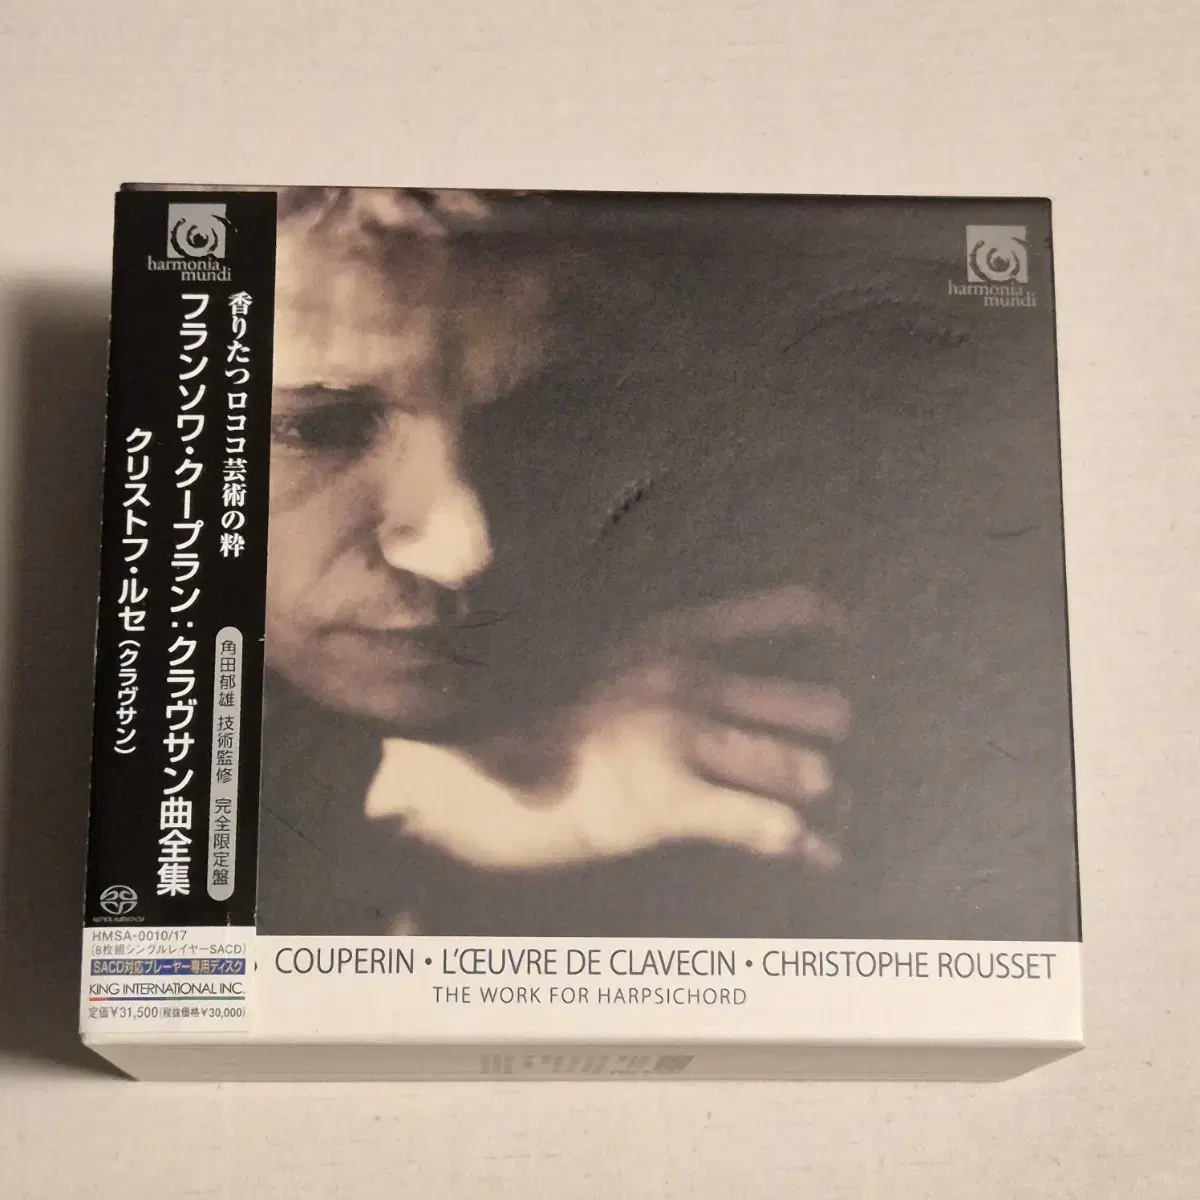 harmonia
mundi
香りたつロココ芸術の粋
フランソワ・クープラン:クラヴサン曲全集
クリストフ・ルセ(クラヴサン)
角田郁雄 技術監修 完全限定盤
SUPER AUDIO CD
HMSA-0010/17
(8枚組シングルレイヤーSACD)
SACD対応プレーヤー専用ディスク
KING INTERNATIONAL INC.
定価¥31,500(税抜価格¥30,000)
harmonia
mundi
COUPERIN · L'ŒUVRE DE CLAVECIN · CHRISTOPHE ROUSSET
THE WORK FOR HARPSICHORD